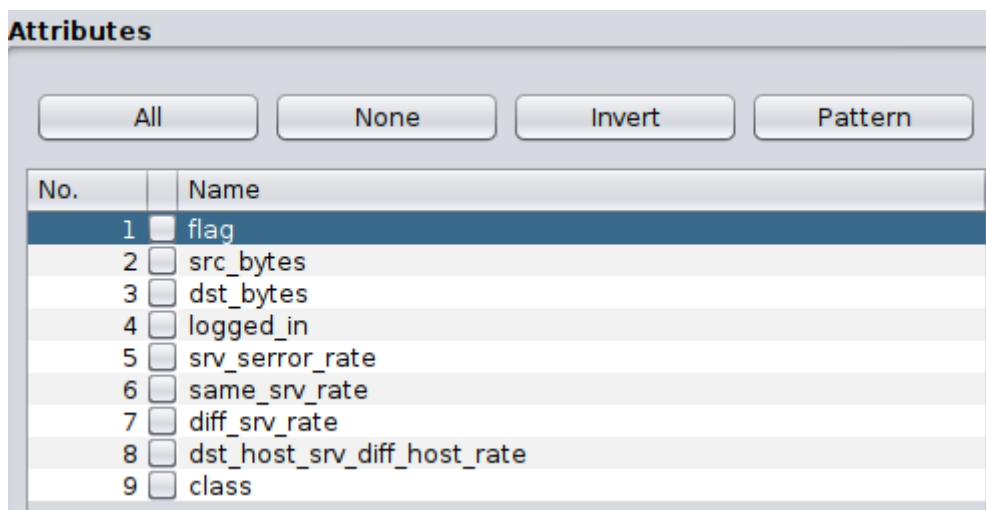 Attributes
All None Invert Pattern
No. Name
1 flag
2 src_bytes
3 dst_bytes
4 logged_in
5 srv_serror_rate
6 same_srv_rate
7 diff_srv_rate
8 dst_host_srv_diff_host_rate
9 class